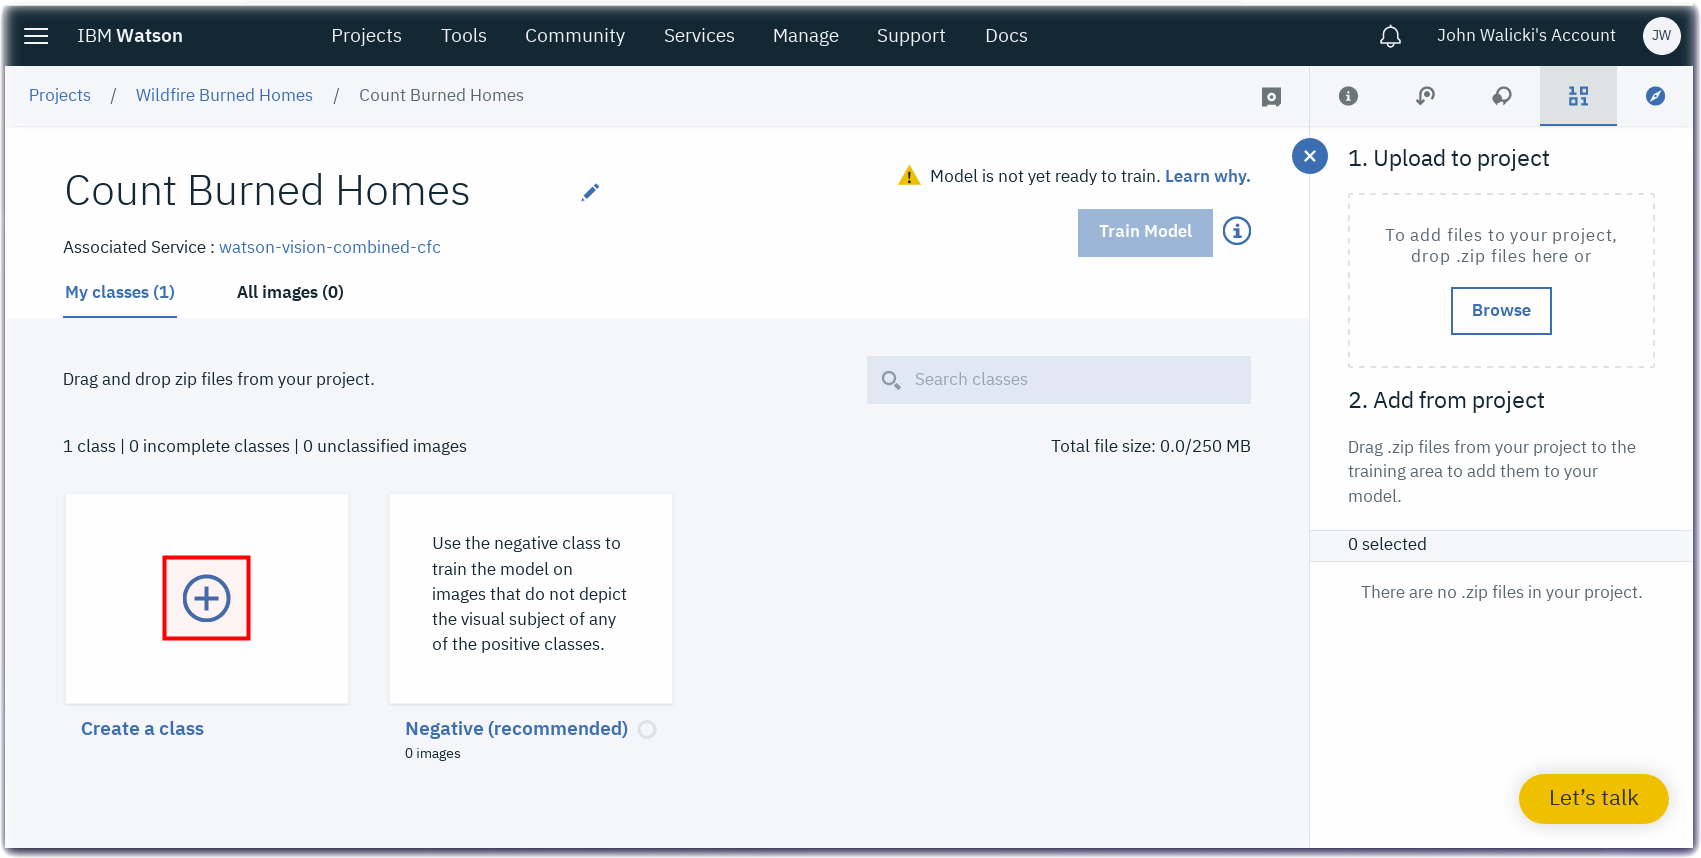 IBM Watson
Projects
Tools
Community
Services
Manage
Support
Docs
John Walicki's Account
JW
Projects / Wildfire Burned Homes / Count Burned Homes
Count Burned Homes
Model is not yet ready to train. Learn why.
Train Model
Associated Service : watson-vision-combined-cfc
My classes (1)
All images (0)
Drag and drop zip files from your project.
Search classes
1 class | 0 incomplete classes | 0 unclassified images
Total file size: 0.0/250 MB
Create a class
Use the negative class to
train the model on
images that do not depict
the visual subject of any
of the positive classes.
Negative (recommended)
0 images
1. Upload to project
To add files to your project,
drop .zip files here or
Browse
2. Add from project
Drag .zip files from your project to the
training area to add them to your
model.
0 selected
There are no .zip files in your project.
Let's talk